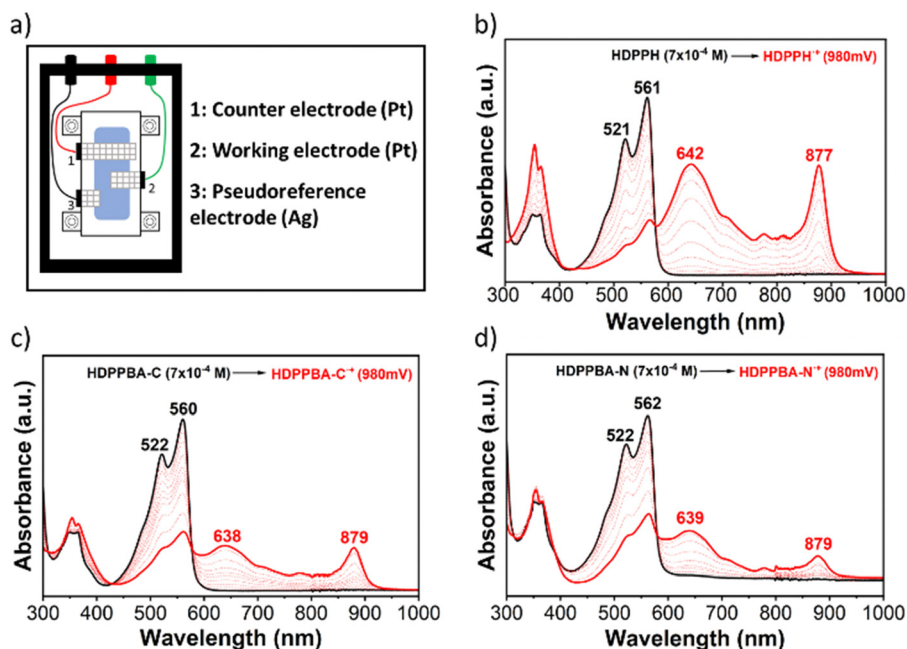 a)
1: Counter electrode (Pt)
2: Working electrode (Pt)
3: Pseudoreference
electrode (Ag)
1
2
3
b)
HDPPH (7x10⁻⁴ M) → HDPPH·⁺ (980mV)
561
521
642
877
Absorbance (a.u.)
300 400 500 600 700 800 900 1000
Wavelength (nm)
c)
HDPPBA-C (7x10⁻⁴ M) → HDPPBA-C·⁺ (980mV)
560
522
638
879
Absorbance (a.u.)
300 400 500 600 700 800 900 1000
Wavelength (nm)
d)
HDPPBA-N (7x10⁻⁴ M) → HDPPBA-N·⁺ (980mV)
562
522
639
879
Absorbance (a.u.)
300 400 500 600 700 800 900 1000
Wavelength (nm)